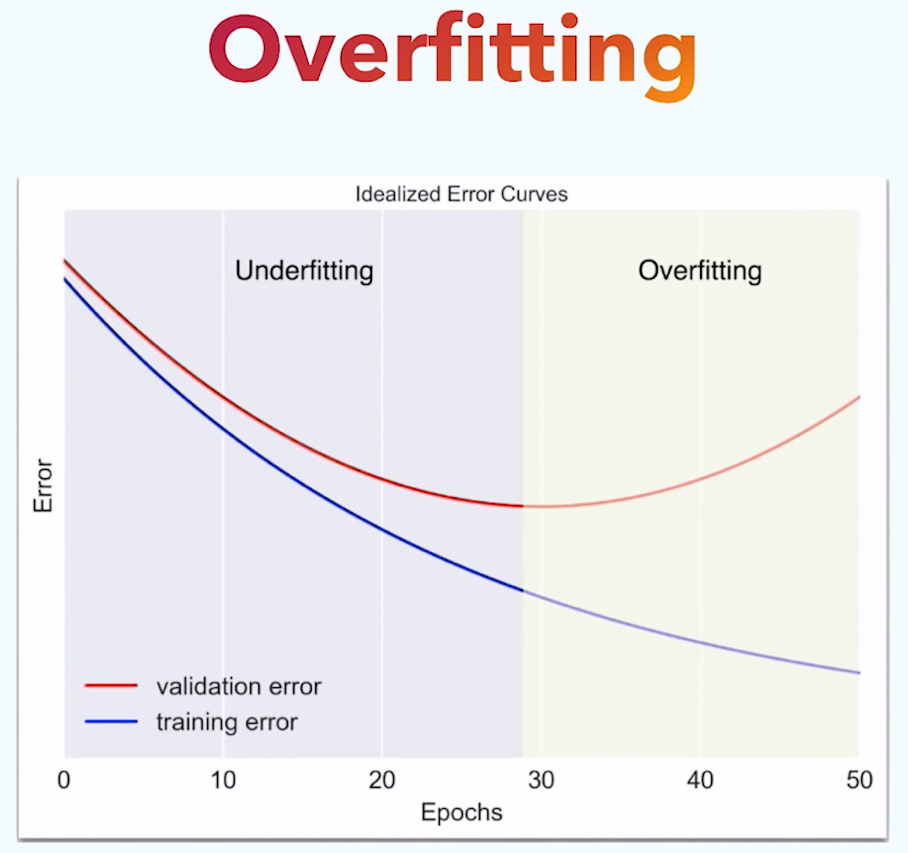 Overfitting
Idealized Error Curves
Underfitting
Overfitting
Error
validation error
training error
0 10 20 30 40 50
Epochs